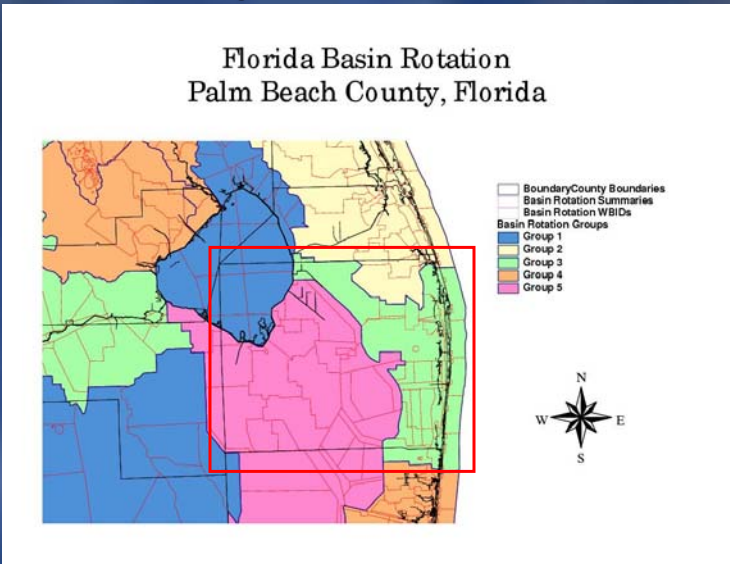 Florida Basin Rotation
Palm Beach County, Florida
BoundaryCounty Boundaries
Basin Rotation Summaries
Basin Rotation WBIDs
Basin Rotation Groups
Group 1
Group 2
Group 3
Group 4
Group 5
N
W E
S